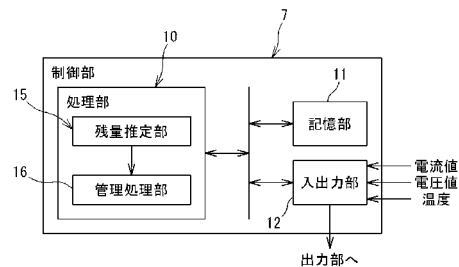 7
10
制御部
処理部
11
15
残量推定部
記憶部
16
管理処理部
入出力部
12
電流値
電圧値
温度
出力部へ